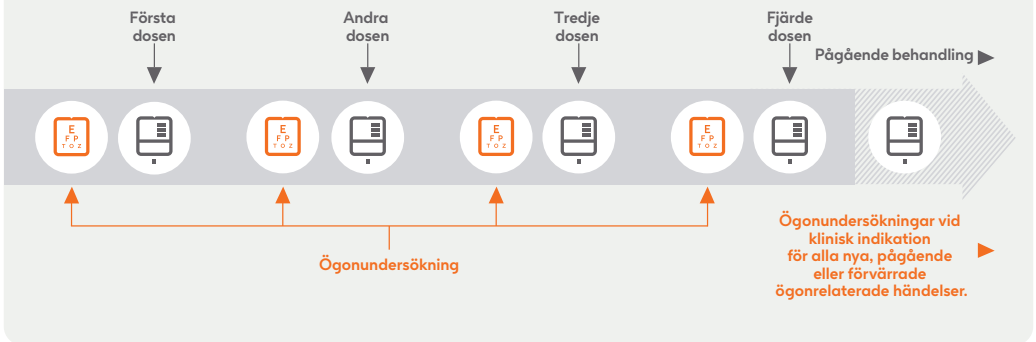 Första
dosen
Andra
dosen
Tredje
dosen
Fjärde
dosen
Pågående behandling
E
F P
T O Z
E
F P
T O Z
E
F P
T O Z
E
F P
T O Z
Ögonundersökning
Ögonundersökningar vid
klinisk indikation
för alla nya, pågående
eller förvärrade
ögonrelaterade händelser.